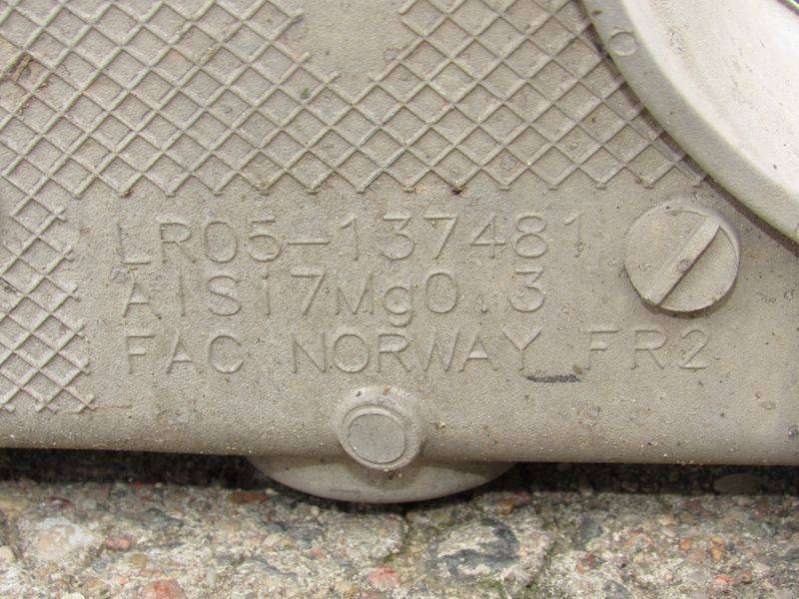 LR05-137481
AlSi7Mg0.3
FAC NORWAY FR2